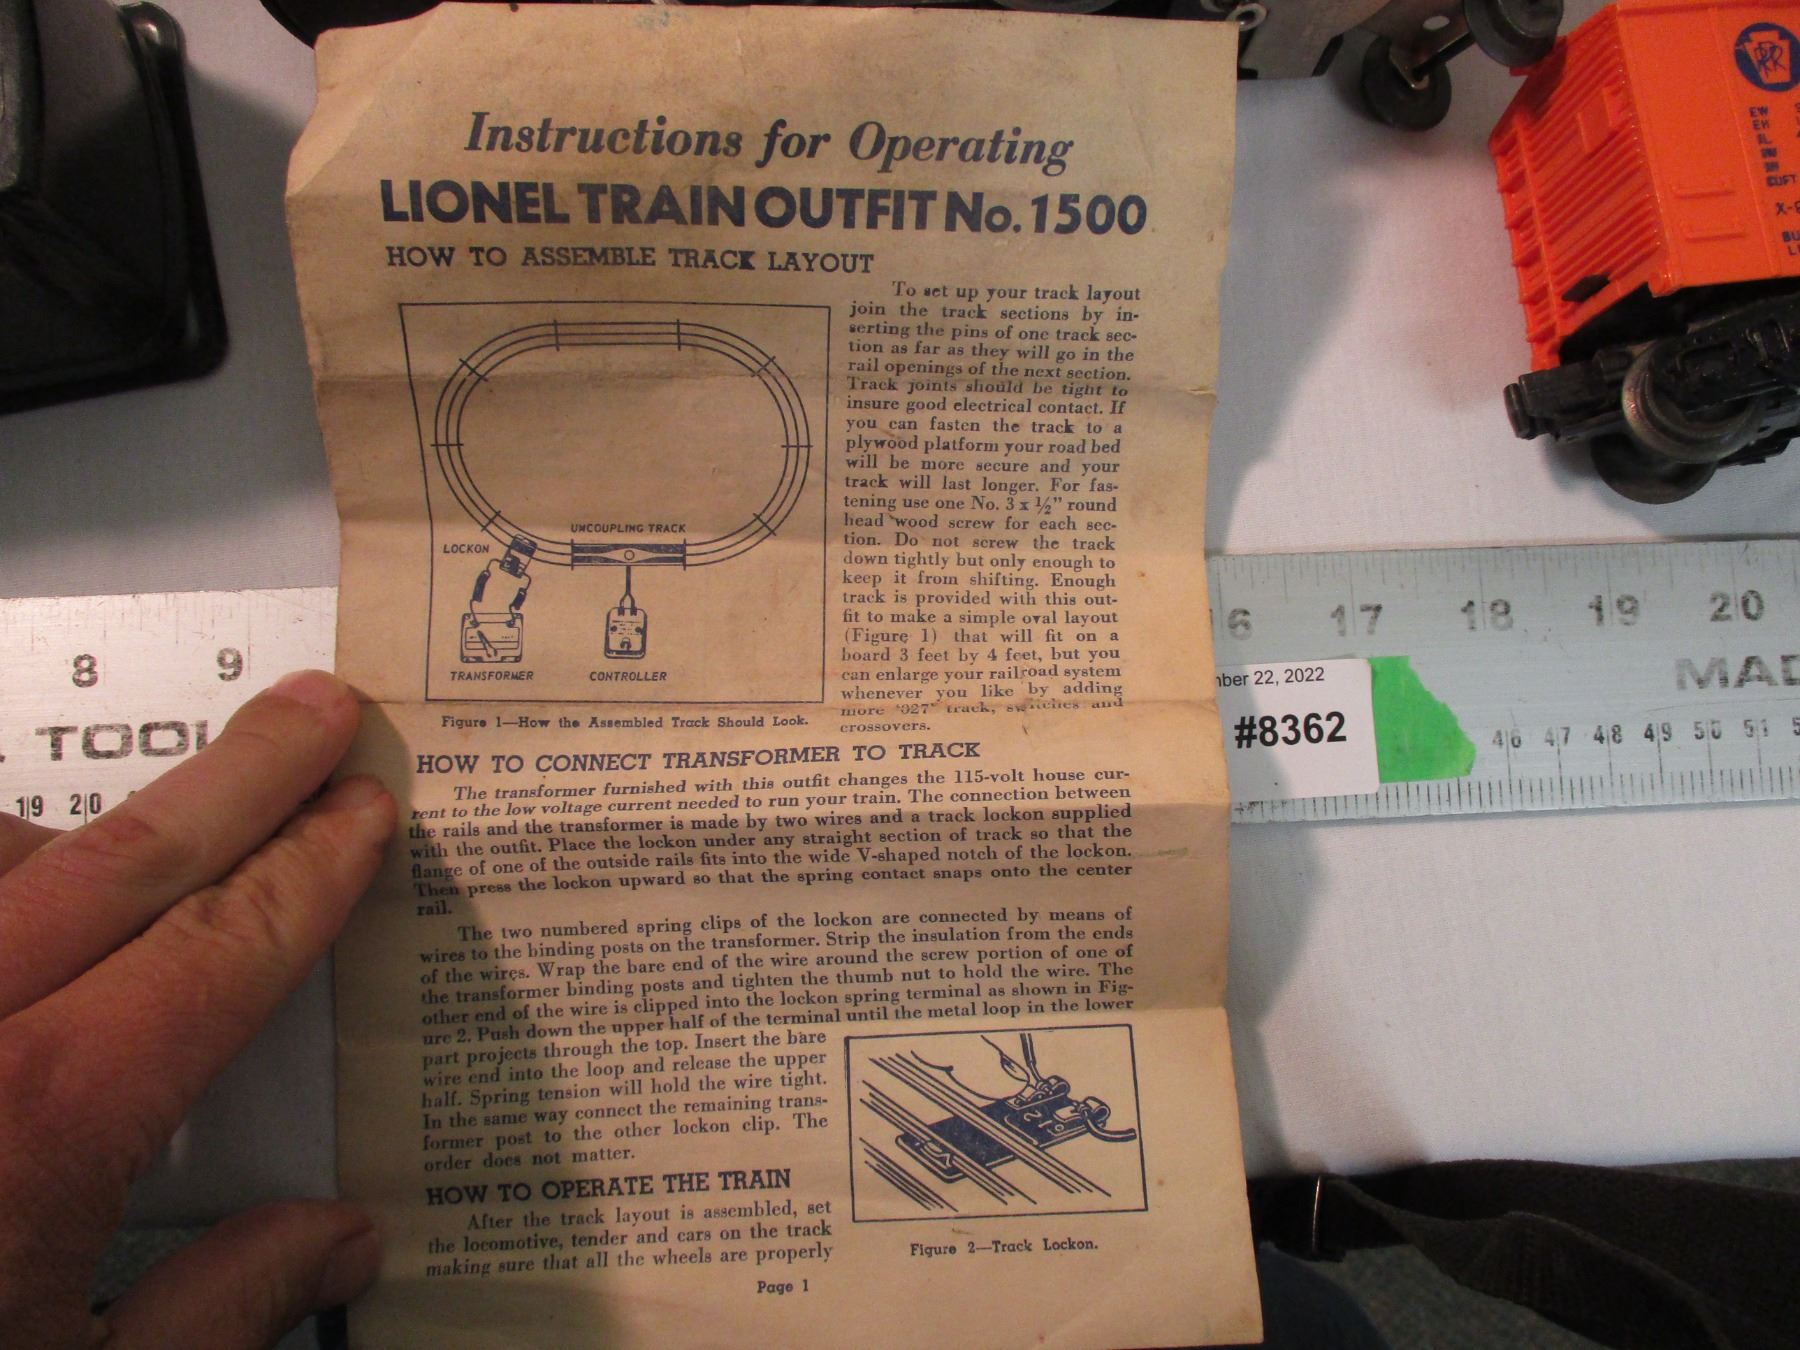 Instructions for Operating
LIONEL TRAIN OUTFIT No. 1500
HOW TO ASSEMBLE TRACK LAYOUT
UNCOUPLING TRACK
LOCKON
TRANSFORMER
CONTROLLER
Figure 1—How the Assembled Track Should Look.
To set up your track layout
join the track sections by in-
serting the pins of one track sec-
tion as far as they will go in the
rail openings of the next section.
Track joints should be tight to
insure good electrical contact. If
you can fasten the track to a
plywood platform your road bed
will be more secure and your
track will last longer. For fas-
tening use one No. 3 x ½" round
head wood screw for each sec-
tion. Do not screw the track
down tightly but only enough to
keep it from shifting. Enough
track is provided with this out-
fit to make a simple oval layout
(Figure 1) that will fit on a
board 3 feet by 4 feet, but you
can enlarge your railroad system
whenever you like by adding
more "027" track, switches and
crossovers.
HOW TO CONNECT TRANSFORMER TO TRACK
The transformer furnished with this outfit changes the 115-volt house cur-
rent to the low voltage current needed to run your train. The connection between
the rails and the transformer is made by two wires and a track lockon supplied
with the outfit. Place the lockon under any straight section of track so that the
flange of one of the outside rails fits into the wide V-shaped notch of the lockon.
Then press the lockon upward so that the spring contact snaps onto the center
rail.
The two numbered spring clips of the lockon are connected by means of
wires to the binding posts on the transformer. Strip the insulation from the ends
of the wires. Wrap the bare end of the wire around the screw portion of one of
the transformer binding posts and tighten the thumb nut to hold the wire. The
other end of the wire is clipped into the lockon spring terminal as shown in Fig-
ure 2. Push down the upper half of the terminal until the metal loop in the lower
part projects through the top. Insert the bare
wire end into the loop and release the upper
half. Spring tension will hold the wire tight.
In the same way connect the remaining trans-
former post to the other lockon clip. The
order does not matter.
HOW TO OPERATE THE TRAIN
After the track layout is assembled, set
the locomotive, tender and cars on the track
making sure that all the wheels are properly
2 1
Figure 2—Track Lockon.
Page 1
8 9
TOOL
19 20
6 17 18 19 20
MAD
46 47 48 49 50 51
ber 22, 2022
#8362
PRR
EW
EH
CUFT
X-
BU